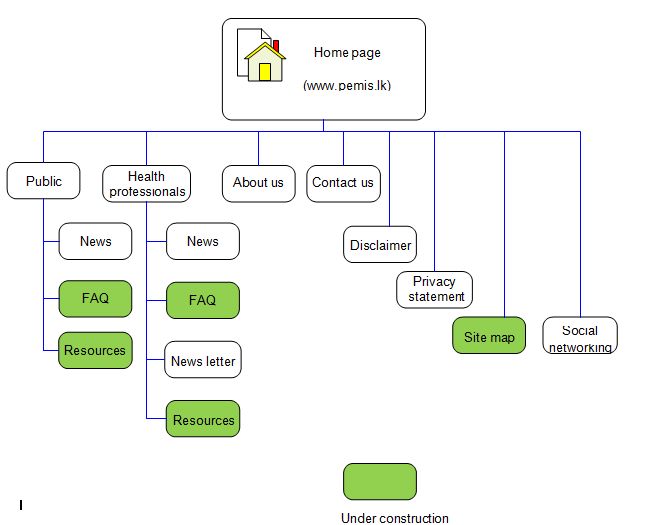 Home page
(www.pemis.lk)
Public
Health
professionals
About us
Contact us
News
News
Disclaimer
Privacy
statement
FAQ
FAQ
Site map
Social
networking
Resources
News letter
Resources
Under construction